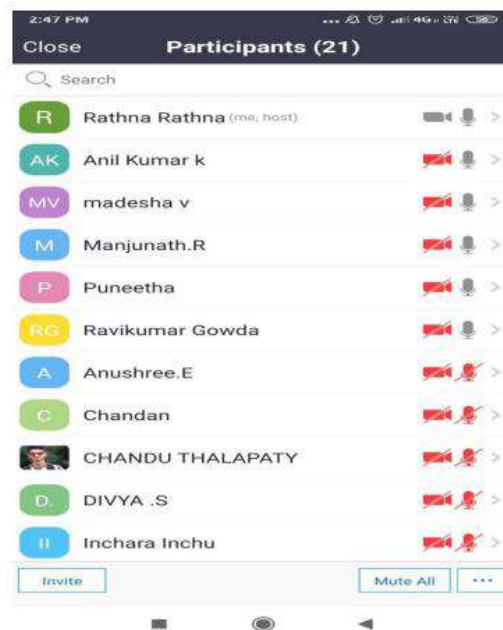 2:47 PM ... 4G+
Close Participants (21)
Search
R Rathna Rathna (me, host)
AK Anil Kumar k
MV madesha v
M Manjunath.R
P Puneetha
RG Ravikumar Gowda
A Anushree.E
C Chandan
CHANDU THALAPATY
D. DIVYA .S
II Inchara Inchu
Invite Mute All ...